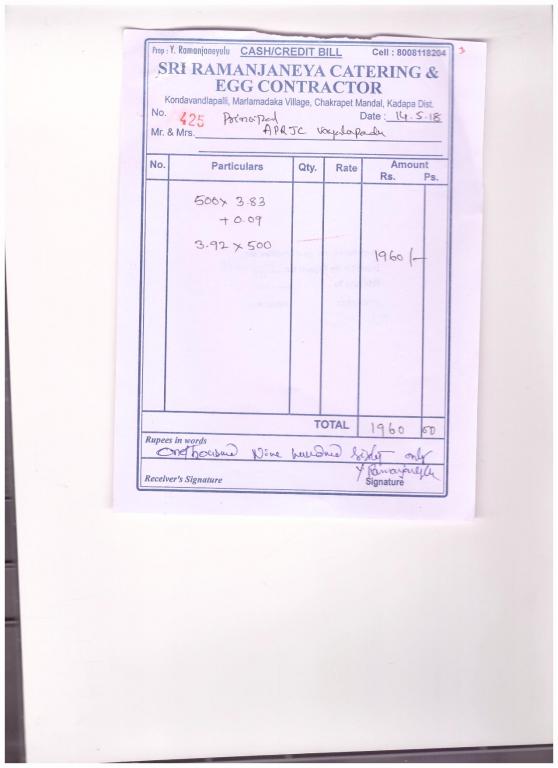 Prop : Y. Ramanjaneyulu CASH/CREDIT BILL Cell : 8008118204 3
SRI RAMANJANEYA CATERING &
EGG CONTRACTOR
Kondavandlapalli, Marlamadaka Village, Chakrapet Mandal, Kadapa Dist.
No. 425 Principal Date : 14.5.18
Mr. & Mrs. APRJC Vayalapadu
No. Particulars Qty. Rate Amount
Rs. Ps.
500 x 3.83
+ 0.09
3.92 x 500
1960/-
TOTAL 1960 00
Rupees in words
One thousand Nine hundred sixty only
Y Ramanjneyulu
Receiver's Signature Signature